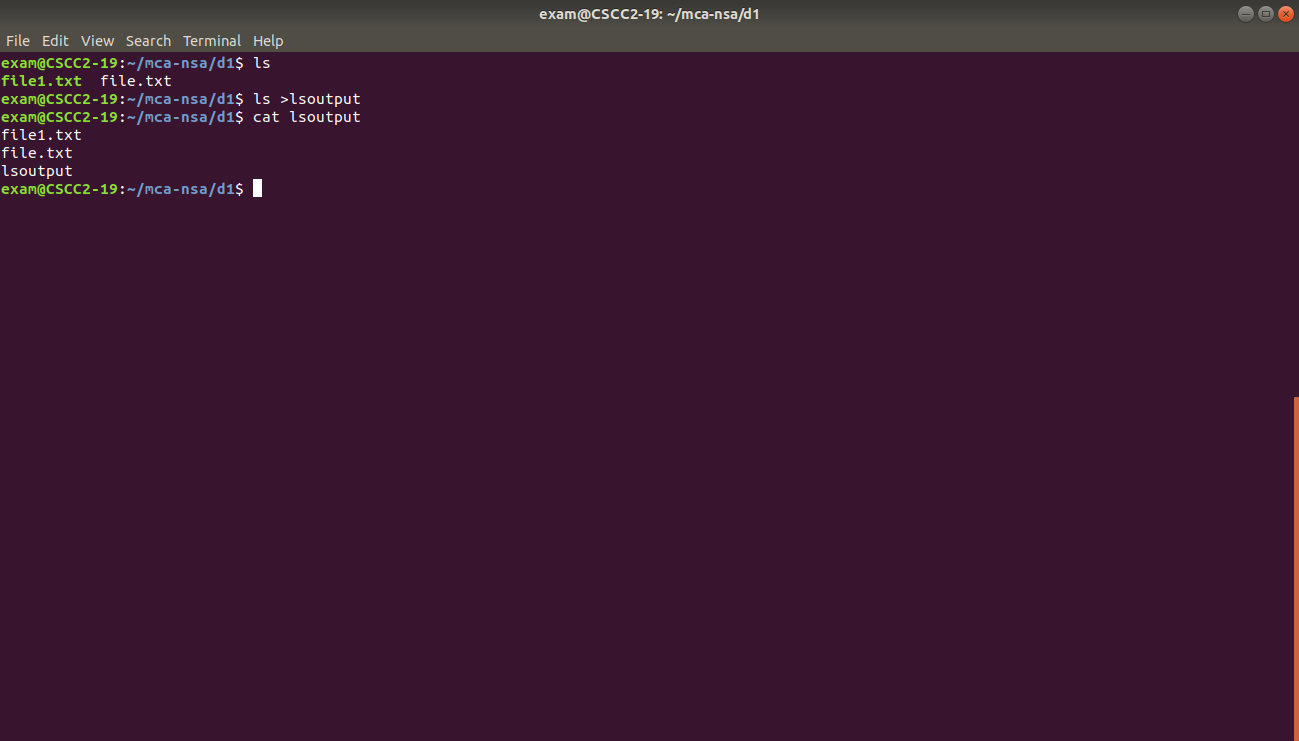 exam@CSCC2-19: ~/mca-nsa/d1
File Edit View Search Terminal Help
exam@CSCC2-19:~/mca-nsa/d1$ ls
file1.txt  file.txt
exam@CSCC2-19:~/mca-nsa/d1$ ls >lsoutput
exam@CSCC2-19:~/mca-nsa/d1$ cat lsoutput
file1.txt
file.txt
lsoutput
exam@CSCC2-19:~/mca-nsa/d1$